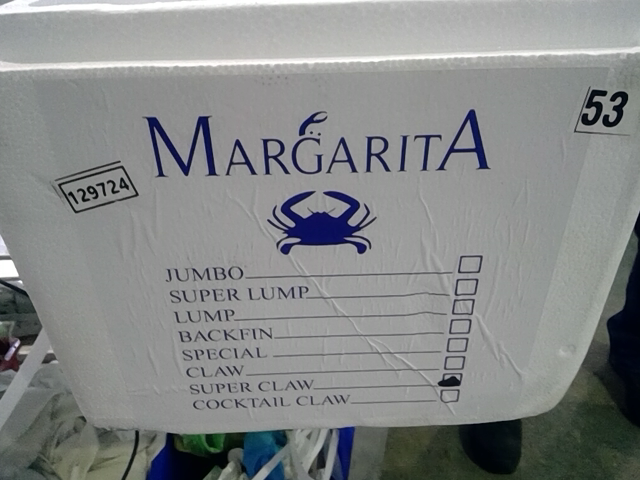 MARGARITA
53
129724
JUMBO
SUPER LUMP
LUMP
BACKFIN
SPECIAL
CLAW
SUPER CLAW
COCKTAIL CLAW